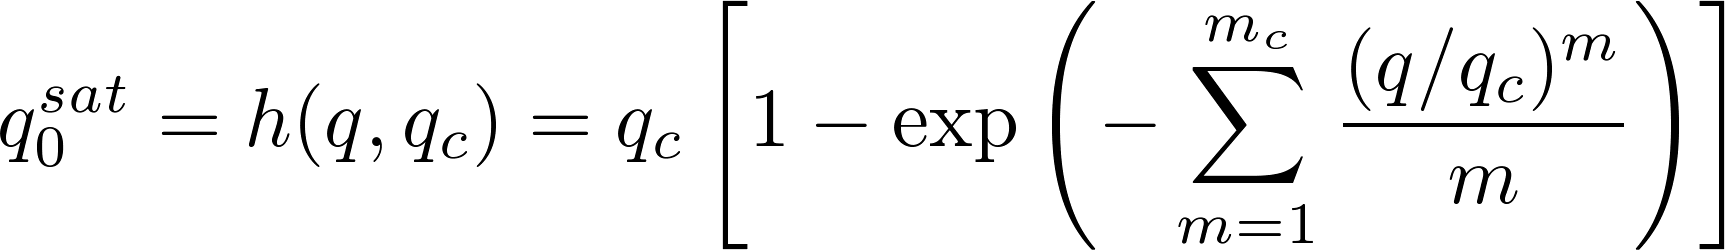 q_0^{sat} = h(q, q_c) = q_c \left[ 1 - \exp\left( - \sum_{m=1}^{m_c} \frac{(q/q_c)^m}{m} \right) \right]